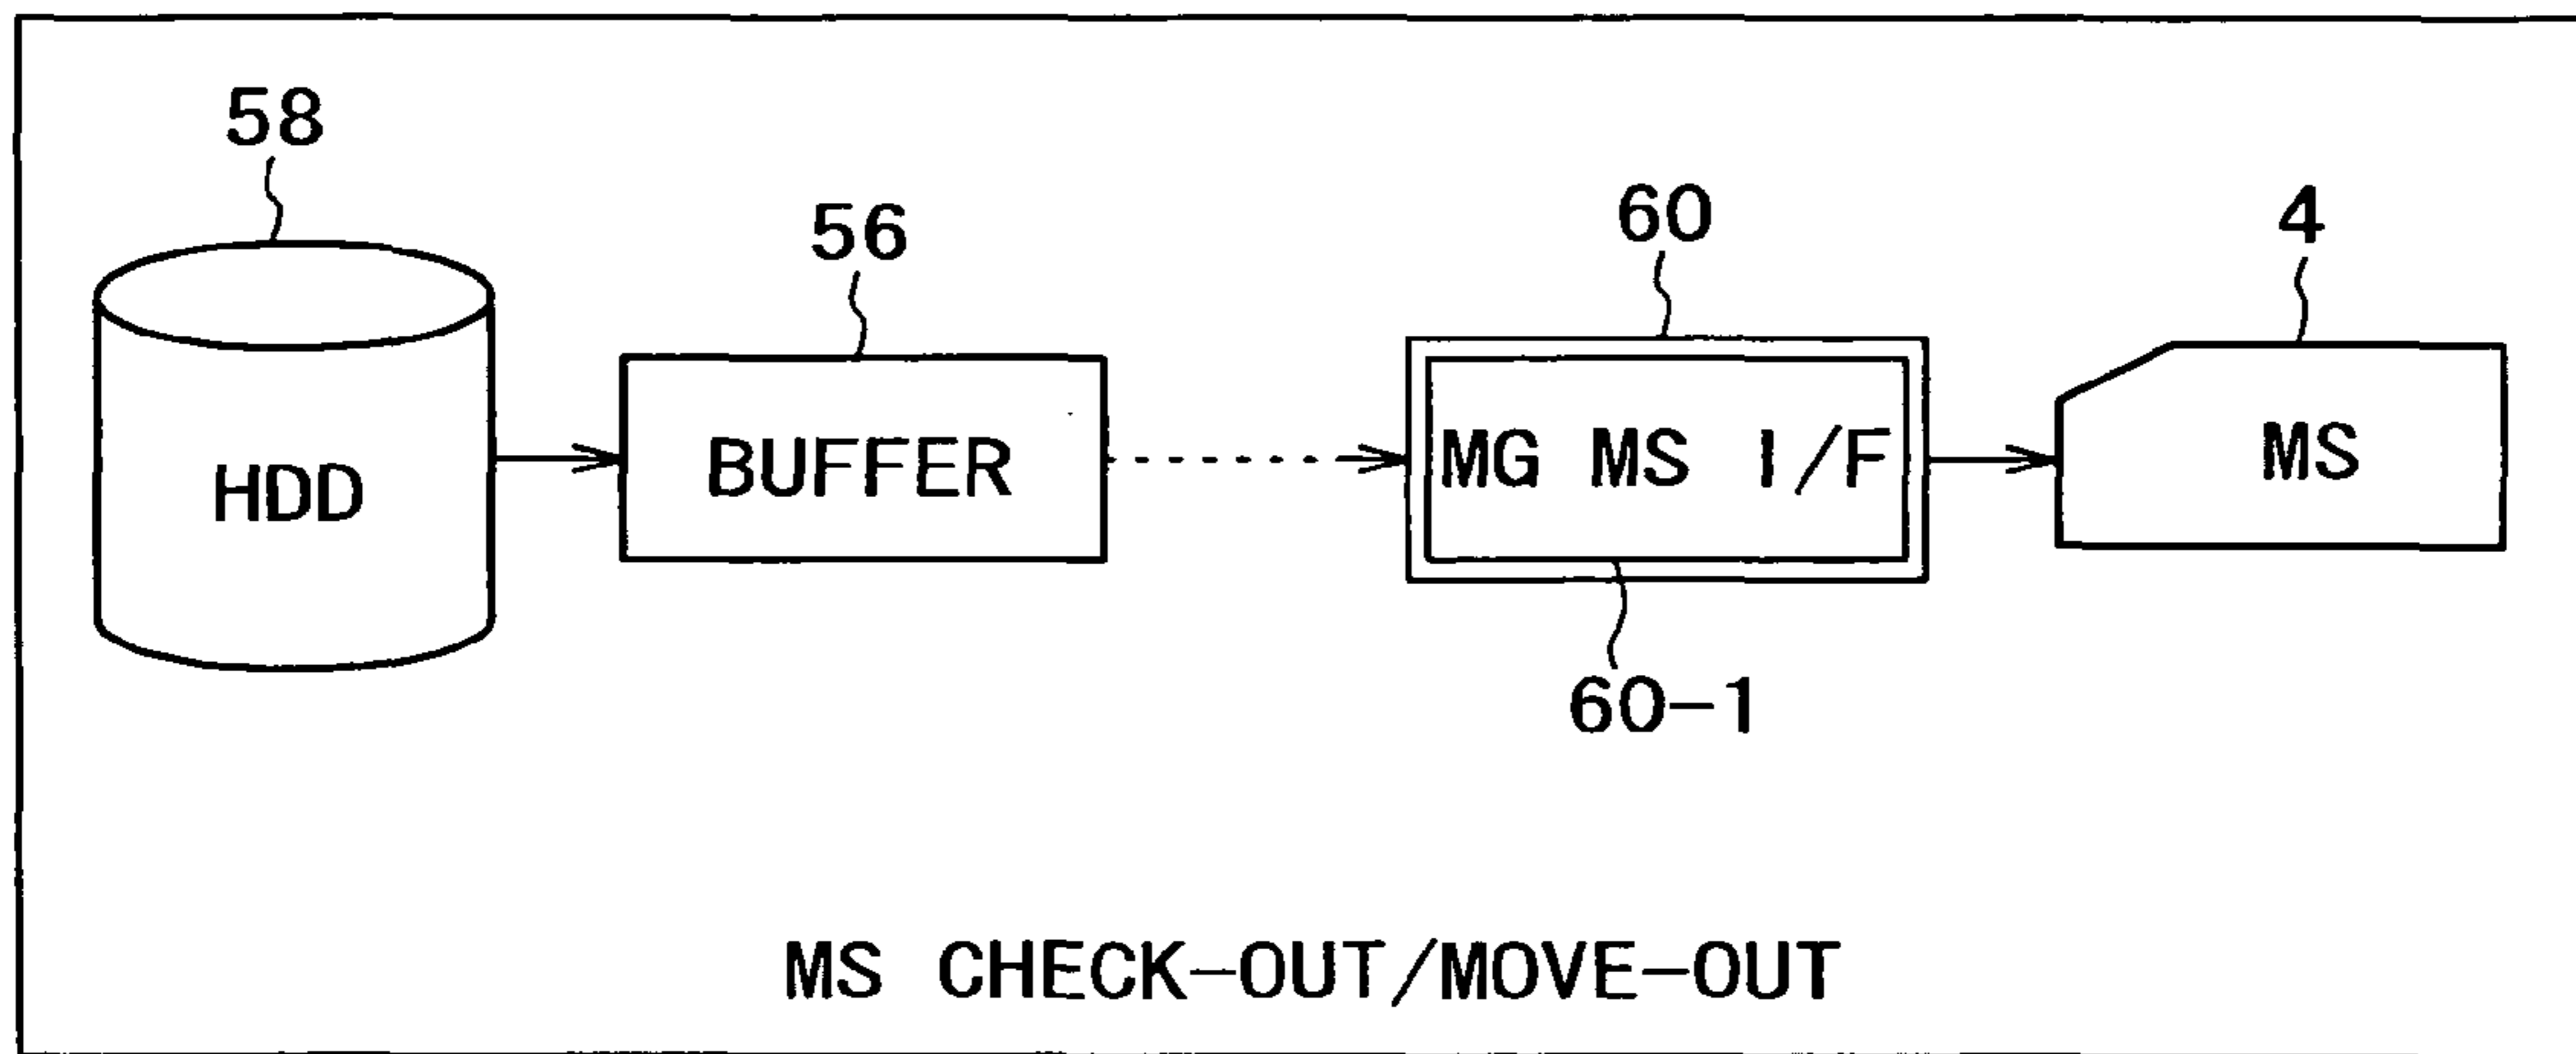 58
56
60
4
HDD
BUFFER
MG MS I/F
MS
60-1
MS CHECK-OUT/MOVE-OUT